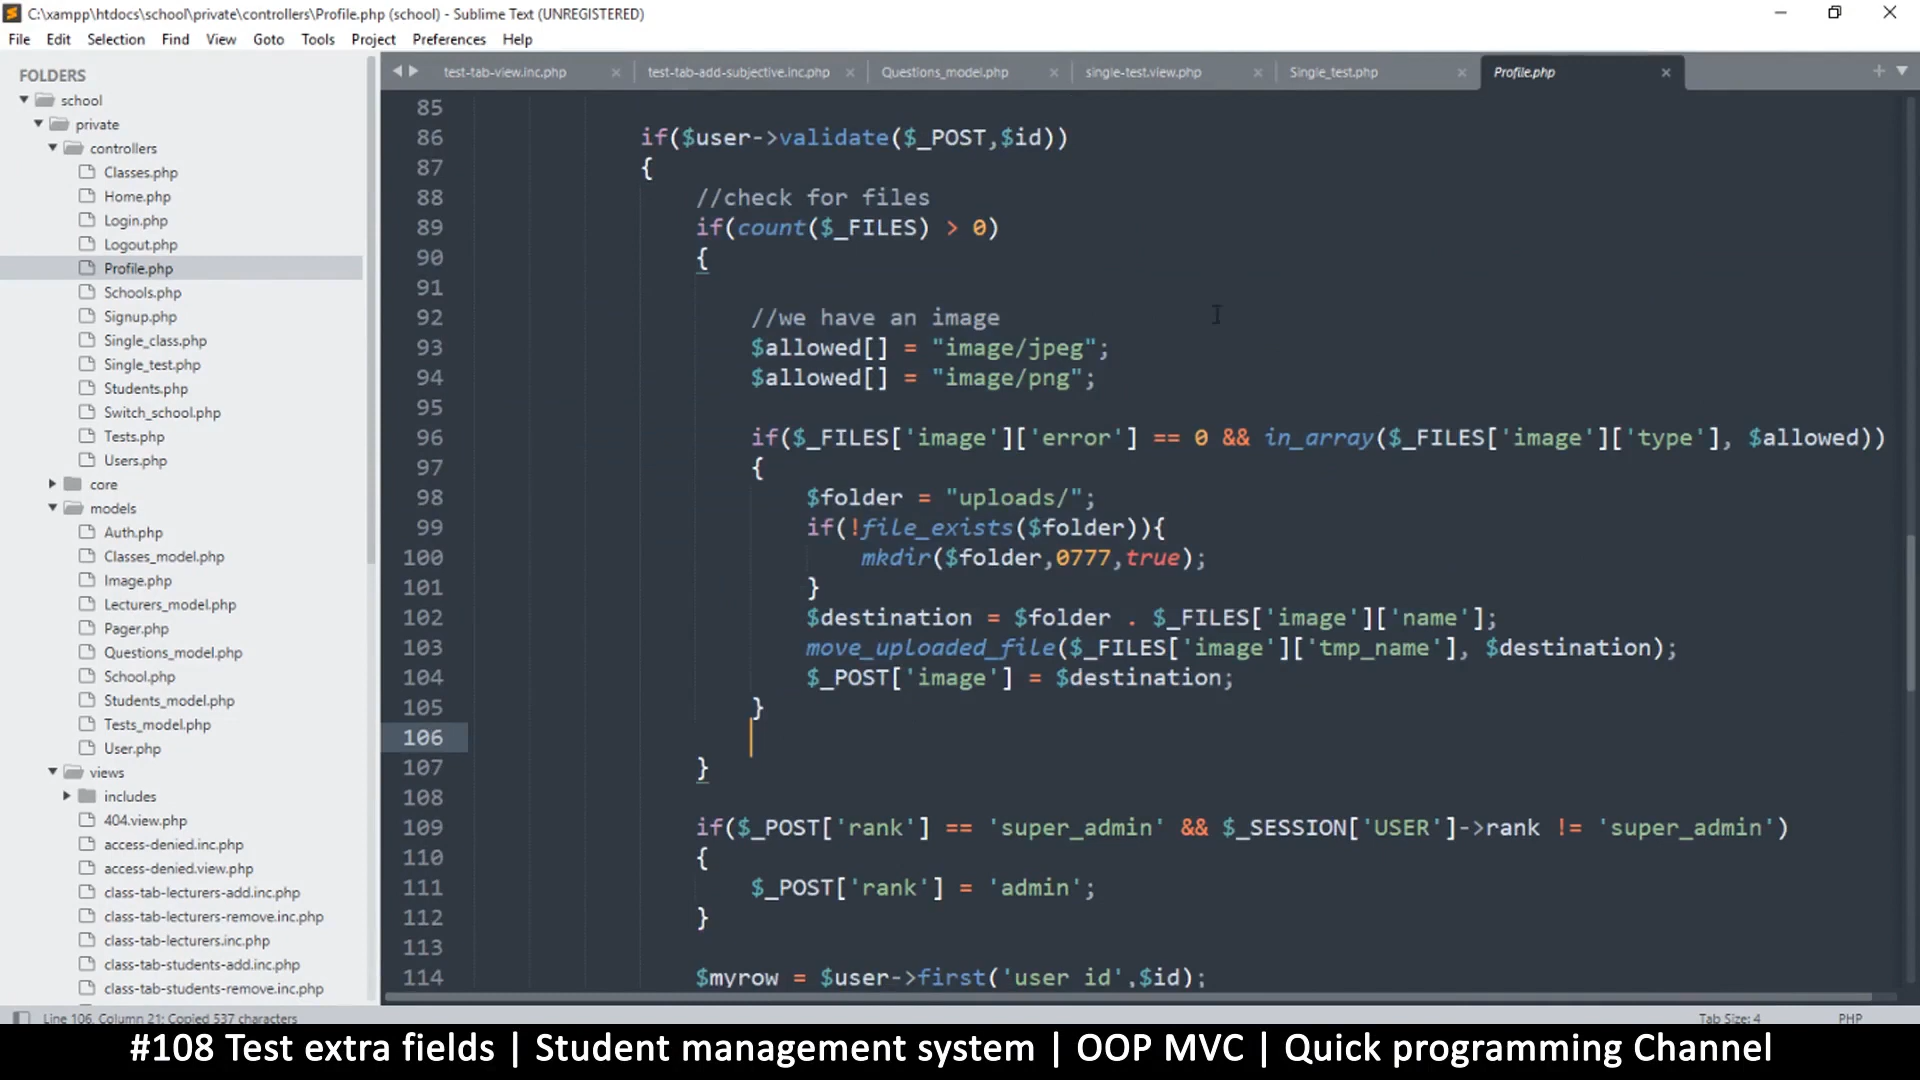 C:\xampp\htdocs\school\private\controllers\Profile.php (school) - Sublime Text (UNREGISTERED)
File Edit Selection Find View Goto Tools Project Preferences Help
FOLDERS
school
private
controllers
Classes.php
Home.php
Login.php
Logout.php
Profile.php
Schools.php
Signup.php
Single_class.php
Single_test.php
Students.php
Switch_school.php
Tests.php
Users.php
core
models
Auth.php
Classes_model.php
Image.php
Lecturers_model.php
Pager.php
Questions_model.php
School.php
Students_model.php
Tests_model.php
User.php
views
includes
404.view.php
access-denied.inc.php
access-denied.view.php
class-tab-lecturers-add.inc.php
class-tab-lecturers-remove.inc.php
class-tab-lecturers.inc.php
class-tab-students-add.inc.php
class-tab-students-remove.inc.php
test-tab-view.inc.php test-tab-add-subjective.inc.php Questions_model.php single-test.view.php Single_test.php Profile.php
85
86 if($user->validate($_POST,$id))
87 {
88 //check for files
89 if(count($_FILES) > 0)
90 {
91
92 //we have an image
93 $allowed[] = "image/jpeg";
94 $allowed[] = "image/png";
95
96 if($_FILES['image']['error'] == 0 && in_array($_FILES['image']['type'], $allowed))
97 {
98 $folder = "uploads/";
99 if(!file_exists($folder)){
100 mkdir($folder,0777,true);
101 }
102 $destination = $folder . $_FILES['image']['name'];
103 move_uploaded_file($_FILES['image']['tmp_name'], $destination);
104 $_POST['image'] = $destination;
105 }
106
107 }
108
109 if($_POST['rank'] == 'super_admin' && $_SESSION['USER']->rank != 'super_admin')
110 {
111 $_POST['rank'] = 'admin';
112 }
113
114 $myrow = $user->first('user_id',$id);
Line 106, Column 21; Copied 537 characters Tab Size: 4 PHP
#108 Test extra fields | Student management system | OOP MVC | Quick programming Channel